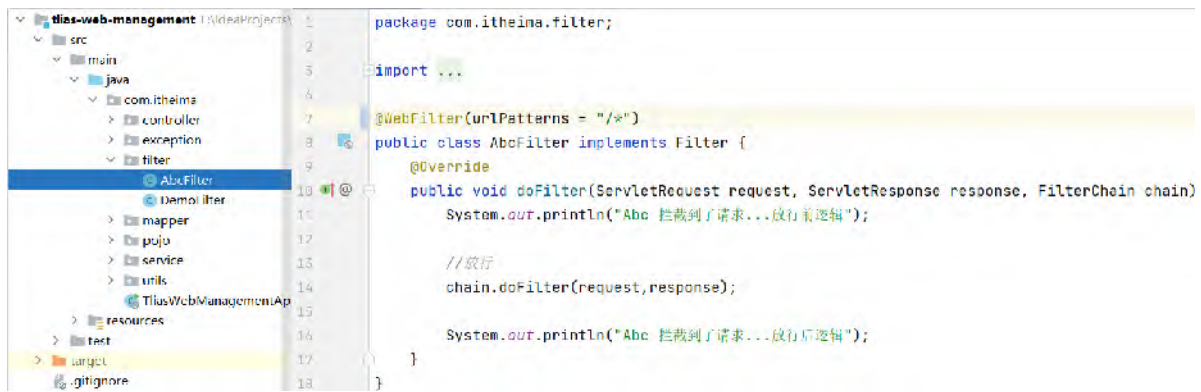 tlias-web-management
src
main
java
com.itheima
controller
exception
filter
AbcFilter
DemoFilter
mapper
pojo
service
utils
TliasWebManagementAp
resources
test
target
.gitignore
1 package com.itheima.filter;
2
3 import ...
6
7 @WebFilter(urlPatterns = "/*")
8 public class AbcFilter implements Filter {
9 @Override
10 public void doFilter(ServletRequest request, ServletResponse response, FilterChain chain)
11 System.out.println("Abc 拦截到了请求...放行前逻辑");
12
13 //放行
14 chain.doFilter(request,response);
15
16 System.out.println("Abc 拦截到了请求...放行后逻辑");
17 }
18 }